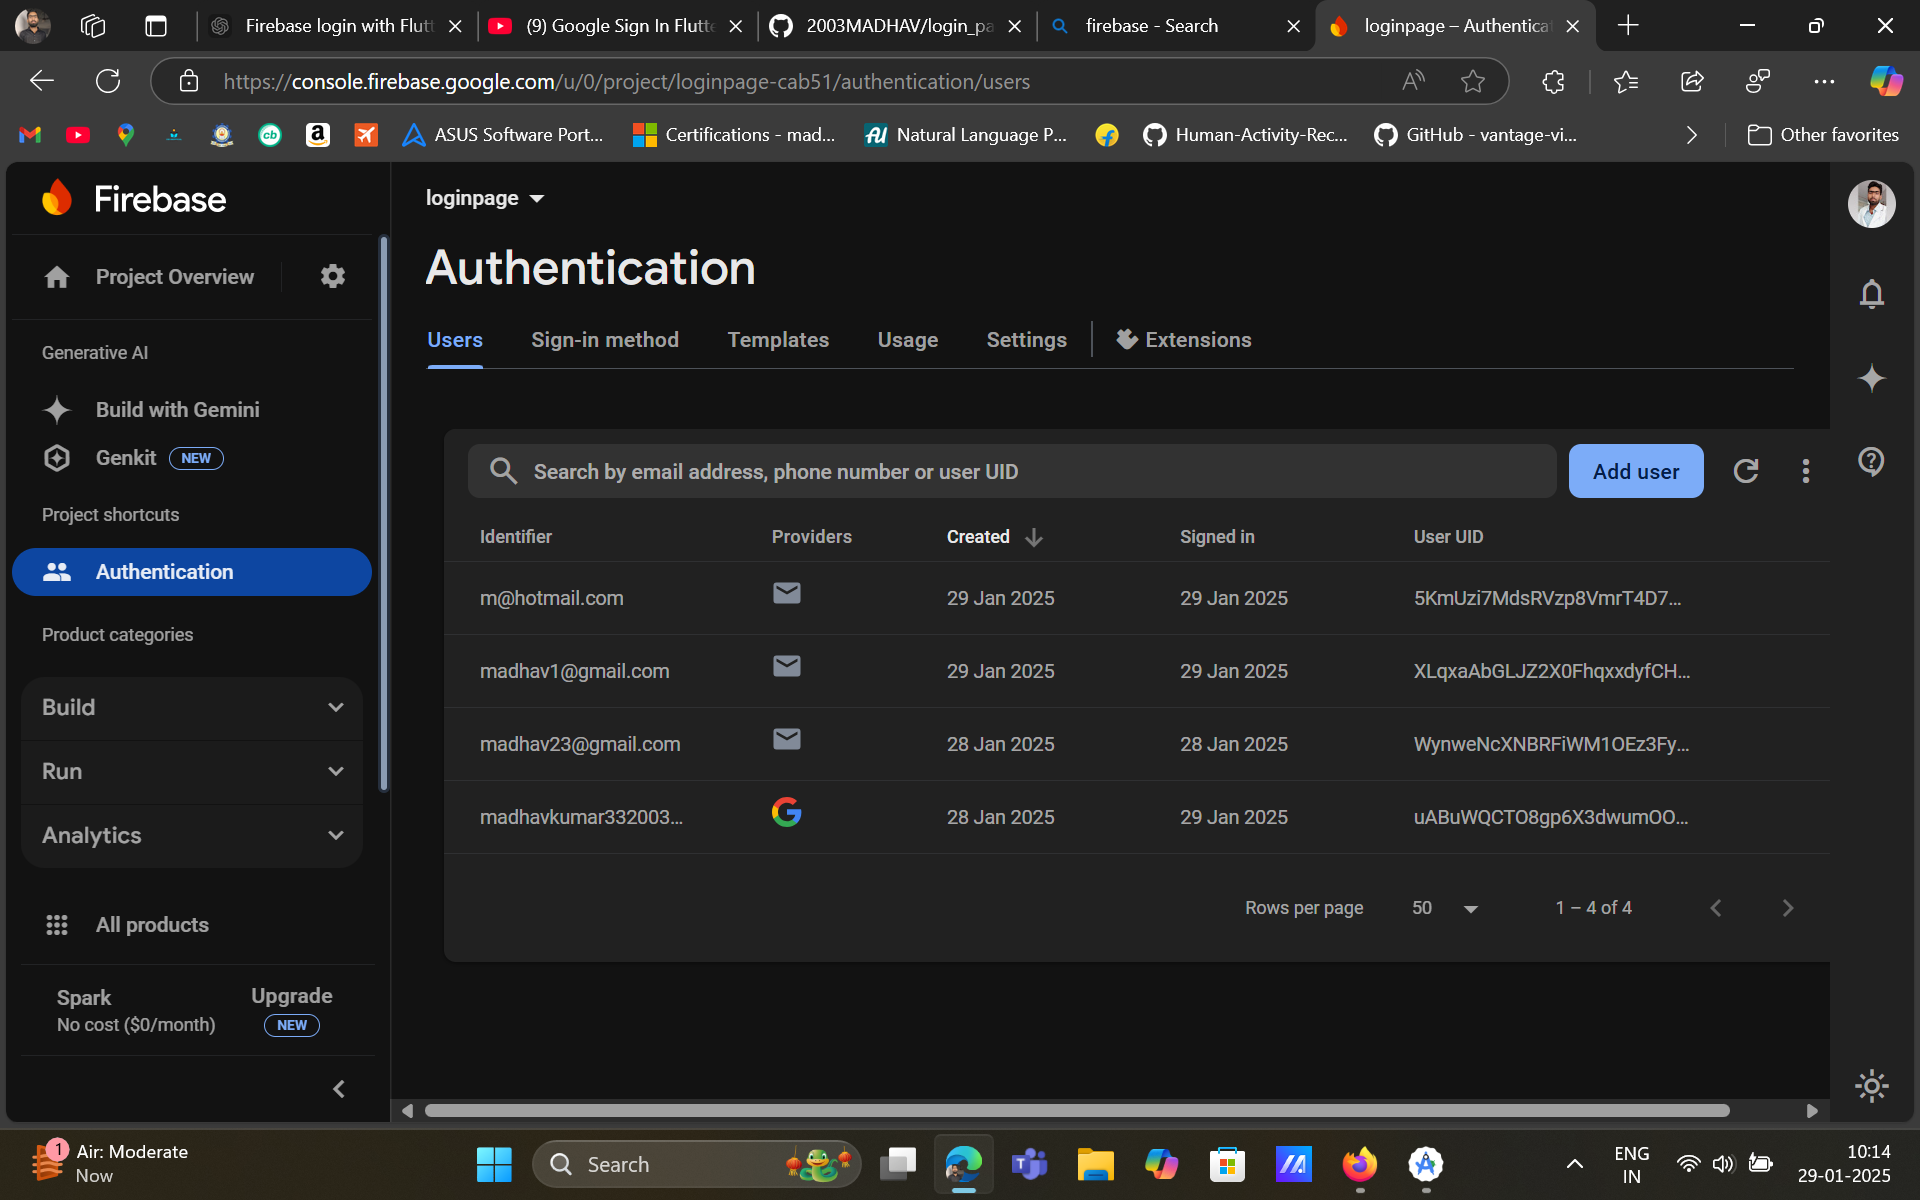 Firebase login with Flutt
(9) Google Sign In Flutte
2003MADHAV/login_pa
firebase - Search
loginpage – Authenticat
https://console.firebase.google.com/u/0/project/loginpage-cab51/authentication/users
ASUS Software Port...
Certifications - mad...
Natural Language P...
Human-Activity-Rec...
GitHub - vantage-vi...
Other favorites
Firebase
loginpage
Project Overview
Authentication
Users
Sign-in method
Templates
Usage
Settings
Extensions
Generative AI
Build with Gemini
Genkit NEW
Project shortcuts
Authentication
Product categories
Build
Run
Analytics
All products
Spark
No cost ($0/month)
Upgrade
NEW
Search by email address, phone number or user UID
Add user
Identifier Providers Created Signed in User UID
m@hotmail.com 29 Jan 2025 29 Jan 2025 5KmUzi7MdsRVzp8VmrT4D7...
madhav1@gmail.com 29 Jan 2025 29 Jan 2025 XLqxaAbGLJZ2X0FhqxxdyfCH...
madhav23@gmail.com 28 Jan 2025 28 Jan 2025 WynweNcXNBRFiWM1OEz3Fy...
madhavkumar332003... 28 Jan 2025 29 Jan 2025 uABuWQCTO8gp6X3dwumOO...
Rows per page 50 1 – 4 of 4
1
Air: Moderate
Now
Search
ENG
IN
10:14
29-01-2025